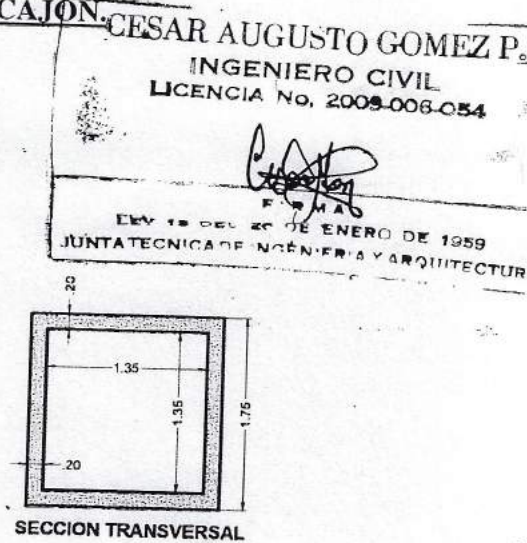 CAJON.
CESAR AUGUSTO GOMEZ P.
INGENIERO CIVIL
LICENCIA No. 2009-006-054
FIRMA
LEY 15 DEL 26 DE ENERO DE 1959
JUNTA TECNICA DE INGENIERIA Y ARQUITECTUR
.20
1.35
1.35
1.75
.20
SECCION TRANSVERSAL